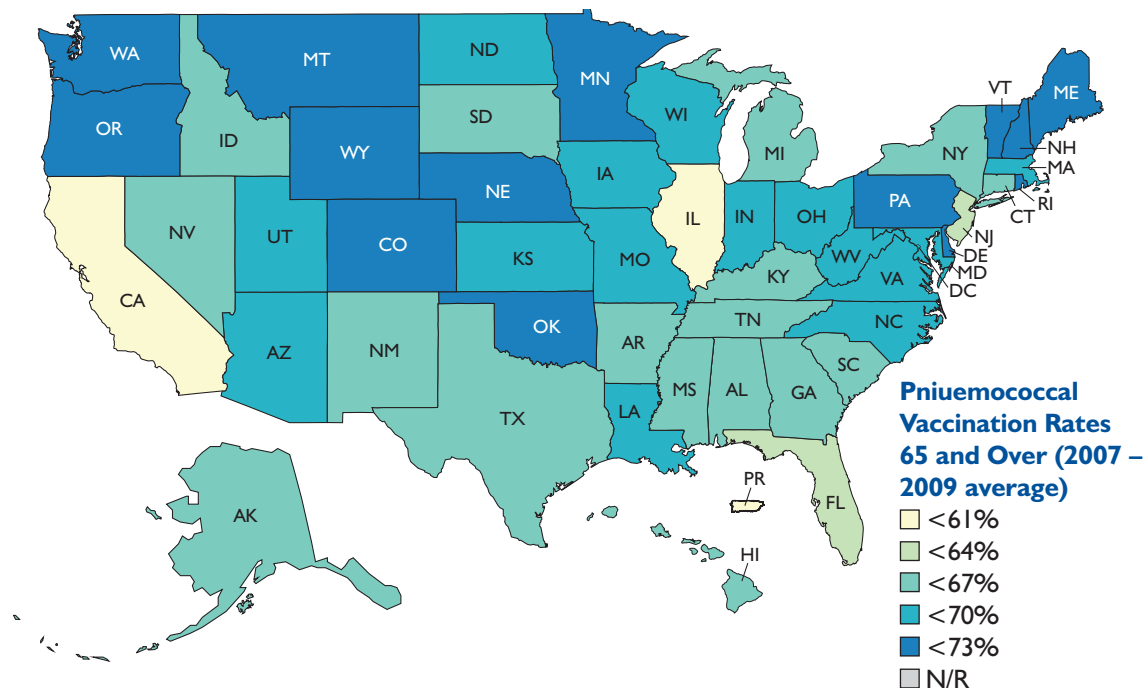 WA
MT
ND
MN
VT
ME
OR
ID
SD
WI
MI
NY
NH
MA
WY
IA
NE
PA
RI
CT
NV
UT
CO
IL
IN
OH
NJ
DE
MD
DC
KS
MO
WV
VA
KY
CA
OK
TN
NC
AZ
NM
AR
SC
MS
AL
GA
TX
LA
Pniuemococcal
Vaccination Rates
65 and Over (2007 –
2009 average)
PR
FL
AK
HI
<61%
<64%
<67%
<70%
<73%
N/R